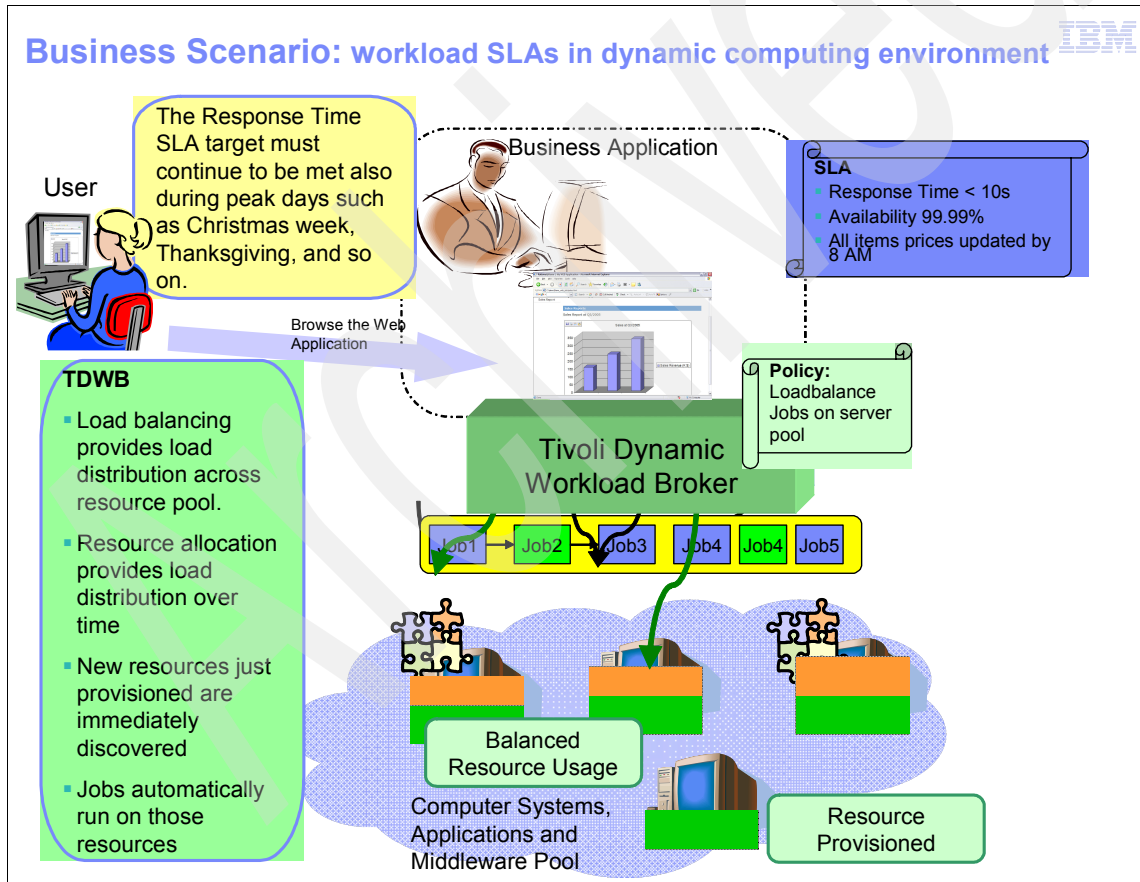 Business Scenario: workload SLAs in dynamic computing environment
IBM
The Response Time
SLA target must
continue to be met also
during peak days such
as Christmas week,
Thanksgiving, and so
on.
User
Business Application
SLA
Response Time < 10s
Availability 99.99%
All items prices updated by
8 AM
Browse the Web
Application
TDWB
Load balancing
provides load
distribution across
resource pool.
Resource allocation
provides load
distribution over
time
New resources just
provisioned are
immediately
discovered
Jobs automatically
run on those
resources
Policy:
Loadbalance
Jobs on server
pool
Tivoli Dynamic
Workload Broker
Job1 Job2 Job3 Job4 Job4 Job5
Balanced
Resource Usage
Computer Systems,
Applications and
Middleware Pool
Resource
Provisioned